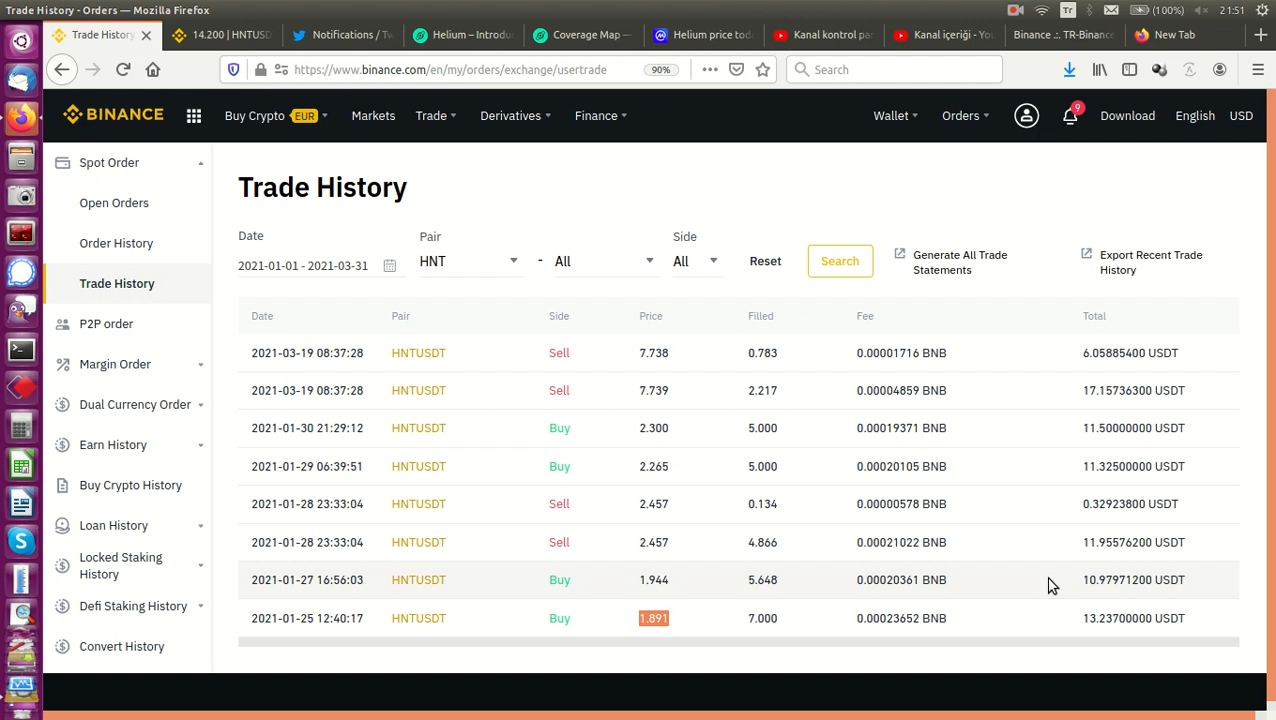 Trade History - Orders — Mozilla Firefox
Tr
(100%)
21:51
Trade History
14.200 | HNTUSD
Notifications / Tw
Helium – Introdu
Coverage Map —
Helium price tod
Kanal kontrol pa
Kanal içeriği - Yo
Binance .:. TR-Binance
New Tab
https://www.binance.com/en/my/orders/exchange/usertrade
90%
Search
BINANCE
Buy Crypto EUR
Markets
Trade
Derivatives
Finance
Wallet
Orders
9
Download
English
USD
Spot Order
Open Orders
Order History
Trade History
P2P order
Margin Order
Dual Currency Order
Earn History
Buy Crypto History
Loan History
Locked Staking
History
Defi Staking History
Convert History
Trade History
Date
Pair
Side
2021-01-01 - 2021-03-31
HNT
- All
All
Reset
Search
Generate All Trade
Statements
Export Recent Trade
History
Date Pair Side Price Filled Fee Total
2021-03-19 08:37:28 HNTUSDT Sell 7.738 0.783 0.00001716 BNB 6.05885400 USDT
2021-03-19 08:37:28 HNTUSDT Sell 7.739 2.217 0.00004859 BNB 17.15736300 USDT
2021-01-30 21:29:12 HNTUSDT Buy 2.300 5.000 0.00019371 BNB 11.50000000 USDT
2021-01-29 06:39:51 HNTUSDT Buy 2.265 5.000 0.00020105 BNB 11.32500000 USDT
2021-01-28 23:33:04 HNTUSDT Sell 2.457 0.134 0.00000578 BNB 0.32923800 USDT
2021-01-28 23:33:04 HNTUSDT Sell 2.457 4.866 0.00021022 BNB 11.95576200 USDT
2021-01-27 16:56:03 HNTUSDT Buy 1.944 5.648 0.00020361 BNB 10.97971200 USDT
2021-01-25 12:40:17 HNTUSDT Buy 1.891 7.000 0.00023652 BNB 13.23700000 USDT